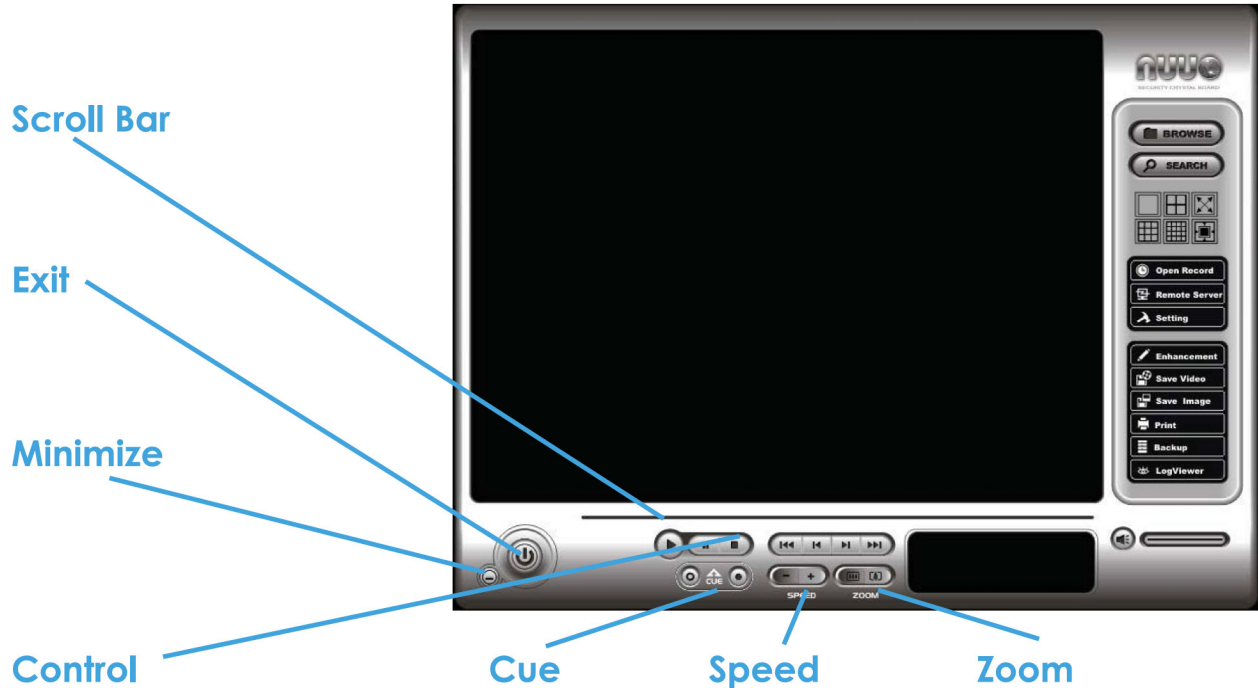 Scroll Bar
Exit
Minimize
Control
Cue
Speed
Zoom
nuuo
SECURITY CRYSTAL BOARD
BROWSE
SEARCH
Open Record
Remote Server
Setting
Enhancement
Save Video
Save Image
Print
Backup
LogViewer
CUE
SPEED
ZOOM